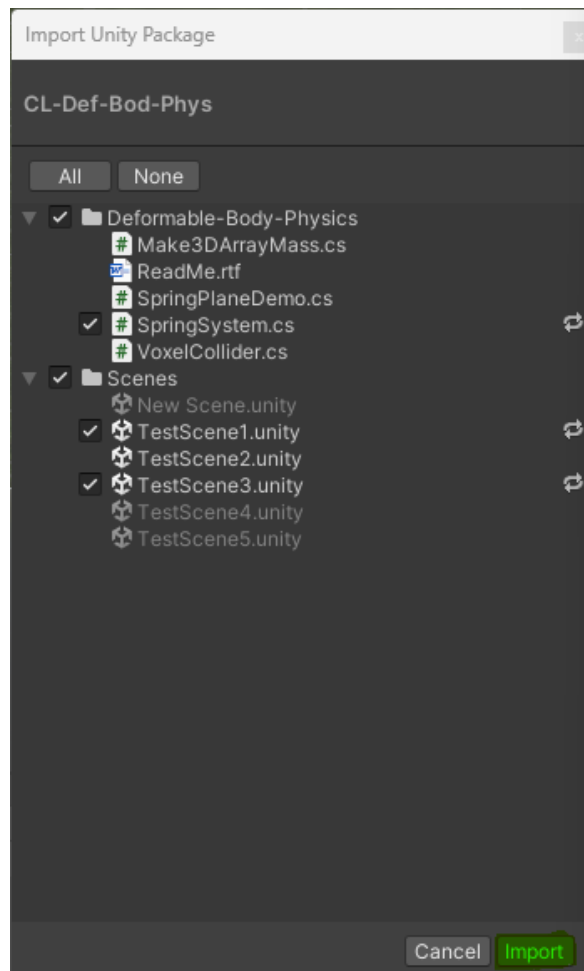 Import Unity Package
x
CL-Def-Bod-Phys
All None
Deformable-Body-Physics
# Make3DArrayMass.cs
ReadMe.rtf
# SpringPlaneDemo.cs
# SpringSystem.cs
# VoxelCollider.cs
Scenes
New Scene.unity
TestScene1.unity
TestScene2.unity
TestScene3.unity
TestScene4.unity
TestScene5.unity
Cancel Import